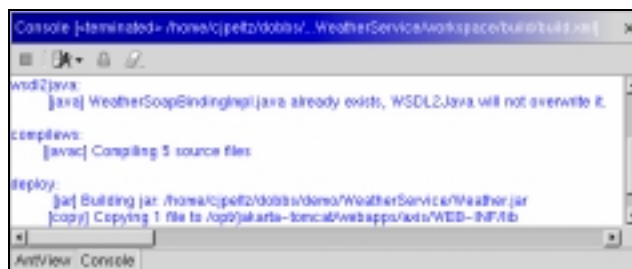 Console [<terminated> /home/cjpeltz/dobbs/...WeatherService/workspace/build/build.xml]
wsdl2java:
[java] WeatherSoapBindingImpl.java already exists, WSDL2Java will not overwrite it.
compilews:
[javac] Compiling 5 source files
deploy:
[jar] Building jar: /home/cjpeltz/dobbs/demo/WeatherService/Weather.jar
[copy] Copying 1 file to /opt/jakarta-tomcat/webapps/axis/WEB-INF/lib
AntView Console